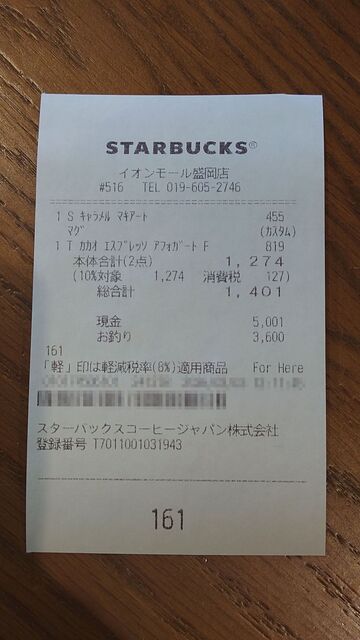 STARBUCKS®
イオンモール盛岡店
#516 TEL 019-605-2746
1 S キャラメル マキアート 455
マグ (カスタム)
1 T カカオ エスプレッソ アフォガート F 819
本体合計(2点) 1,274
(10%対象 1,274 消費税 127)
総合計 1,401
現金 5,001
お釣り 3,600
161
「軽」印は軽減税率(8%)適用商品 For Here
スターバックスコーヒージャパン株式会社
登録番号 T7011001031943
161